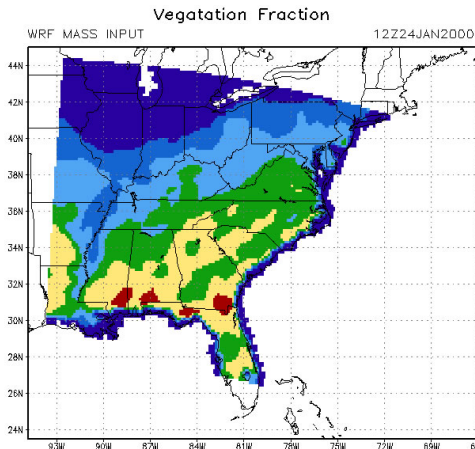 Vegatation Fraction
WRF MASS INPUT 12Z24JAN2000
44N
42N
40N
38N
36N
34N
32N
30N
28N
26N
24N
93W 90W 87W 84W 81W 78W 75W 72W 69W